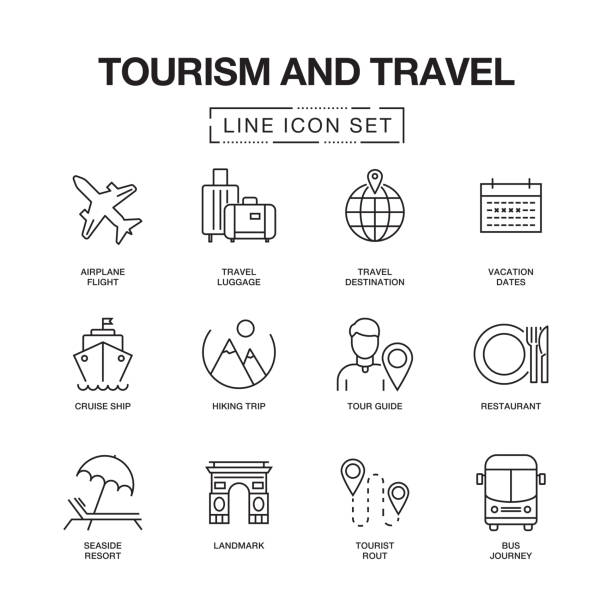 TOURISM AND TRAVEL
LINE ICON SET
AIRPLANE
FLIGHT
TRAVEL
LUGGAGE
TRAVEL
DESTINATION
VACATION
DATES
CRUISE SHIP
HIKING TRIP
TOUR GUIDE
RESTAURANT
SEASIDE
RESORT
LANDMARK
TOURIST
ROUT
BUS
JOURNEY